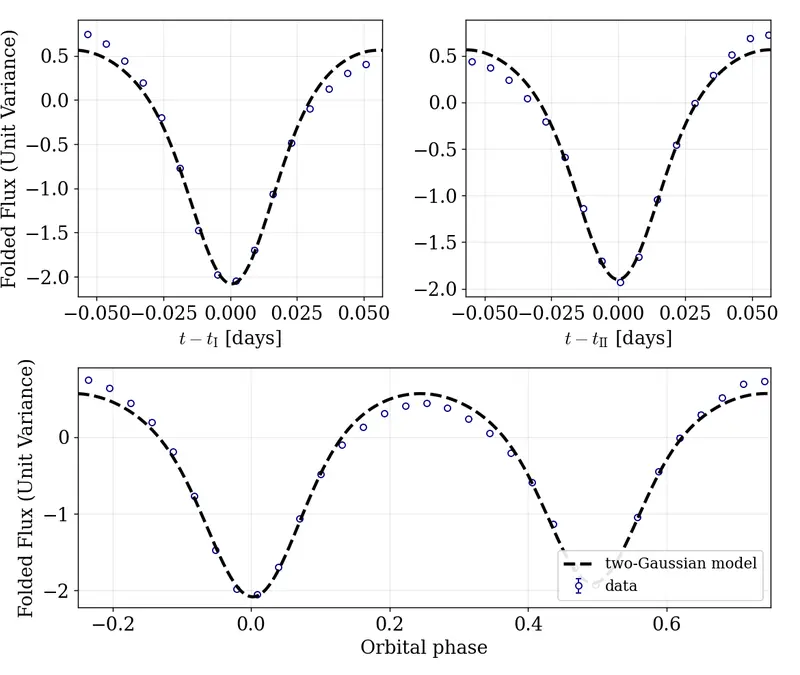 Folded Flux (Unit Variance)
0.5
0.0
−0.5
−1.0
−1.5
−2.0
−0.050 −0.025 0.000 0.025 0.050
t − tI [days]
0.5
0.0
−0.5
−1.0
−1.5
−2.0
−0.050 −0.025 0.000 0.025 0.050
t − tII [days]
Folded Flux (Unit Variance)
0
−1
−2
two-Gaussian model
data
−0.2 0.0 0.2 0.4 0.6
Orbital phase